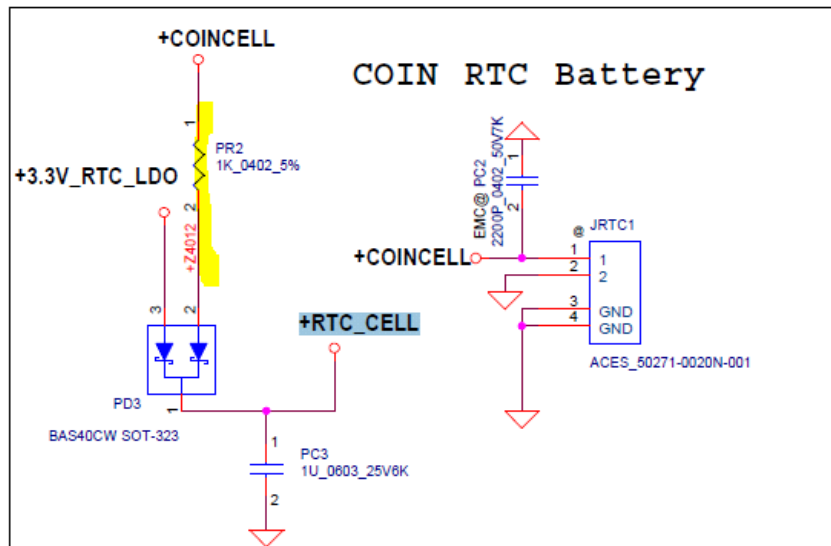 +COINCELL
COIN RTC Battery
1
PR2
1K_0402_5%
+3.3V_RTC_LDO
2
+Z4012
3
2
PD3
1
BAS40CW SOT-323
+RTC_CELL
1
PC3
1U_0603_25V6K
2
1
EMC@ PC2
2200P_0402_50V7K
2
+COINCELL
@
JRTC1
1
1
2
2
3
GND
4
GND
ACES_50271-0020N-001